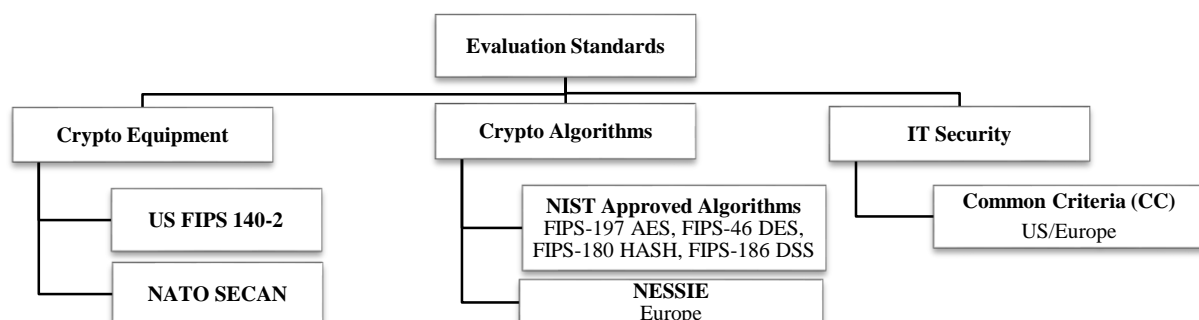 Evaluation Standards
Crypto Equipment
US FIPS 140-2
NATO SECAN
Crypto Algorithms
NIST Approved Algorithms
FIPS-197 AES, FIPS-46 DES,
FIPS-180 HASH, FIPS-186 DSS
NESSIE
Europe
IT Security
Common Criteria (CC)
US/Europe